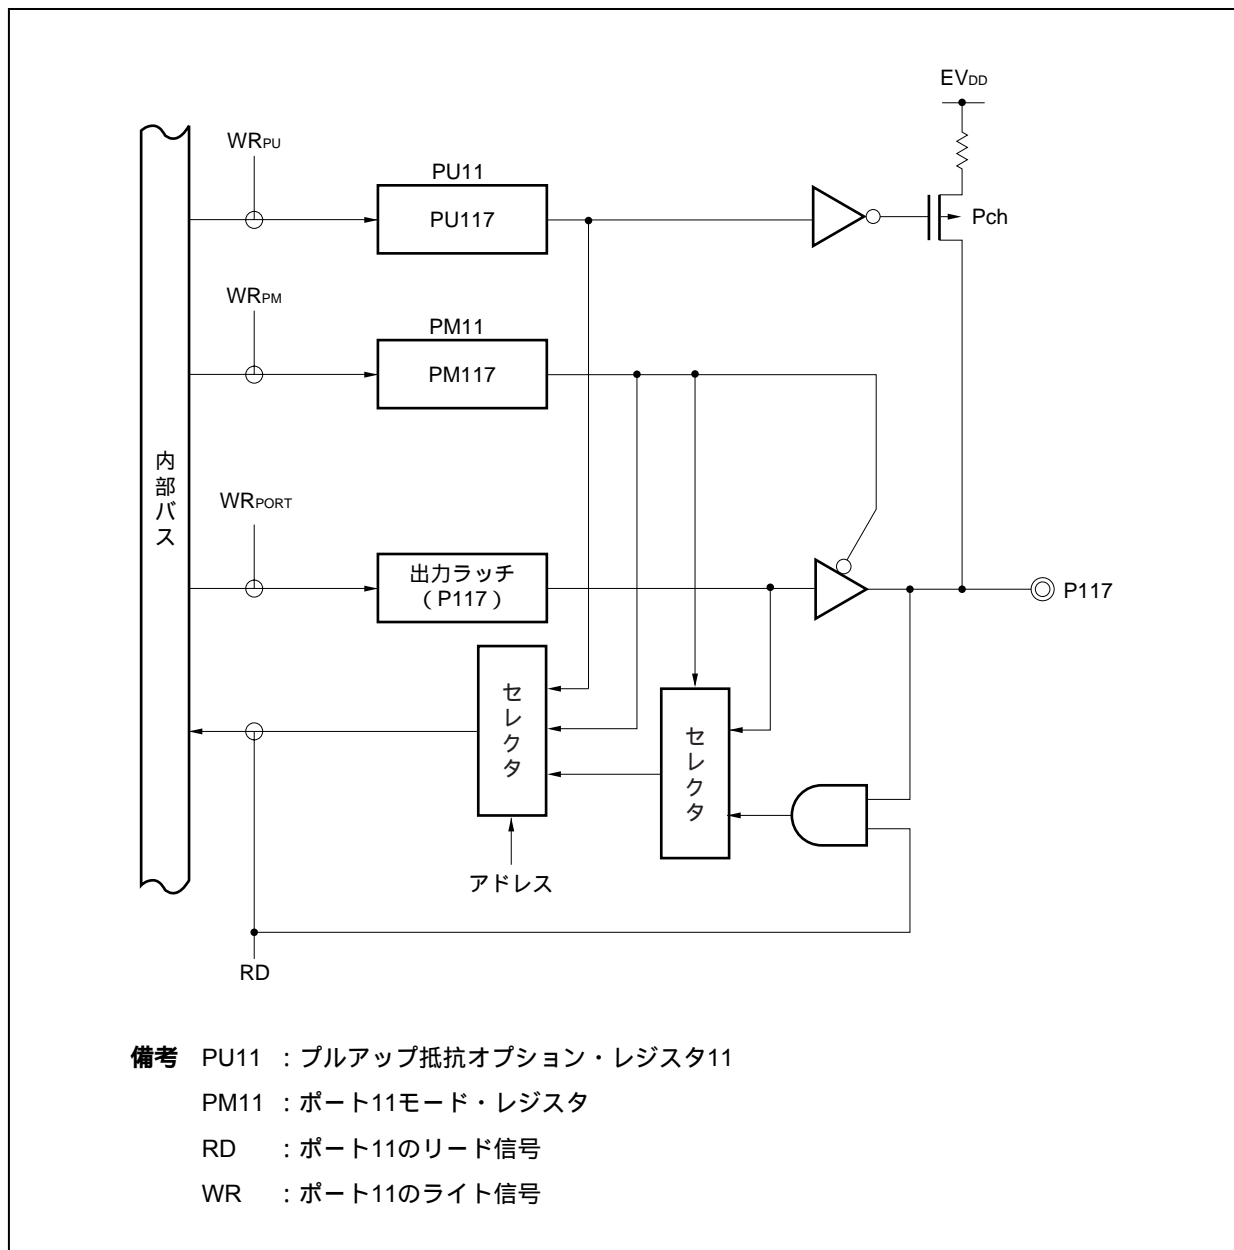 EVDD
WRPU
PU11
PU117
Pch
WRPM
PM11
PM117
内部バス
WRPORT
出力ラッチ
（P117）
P117
セレクタ
セレクタ
アドレス
RD
備考 PU11 ：プルアップ抵抗オプション・レジスタ11
PM11 ：ポート11モード・レジスタ
RD ：ポート11のリード信号
WR ：ポート11のライト信号